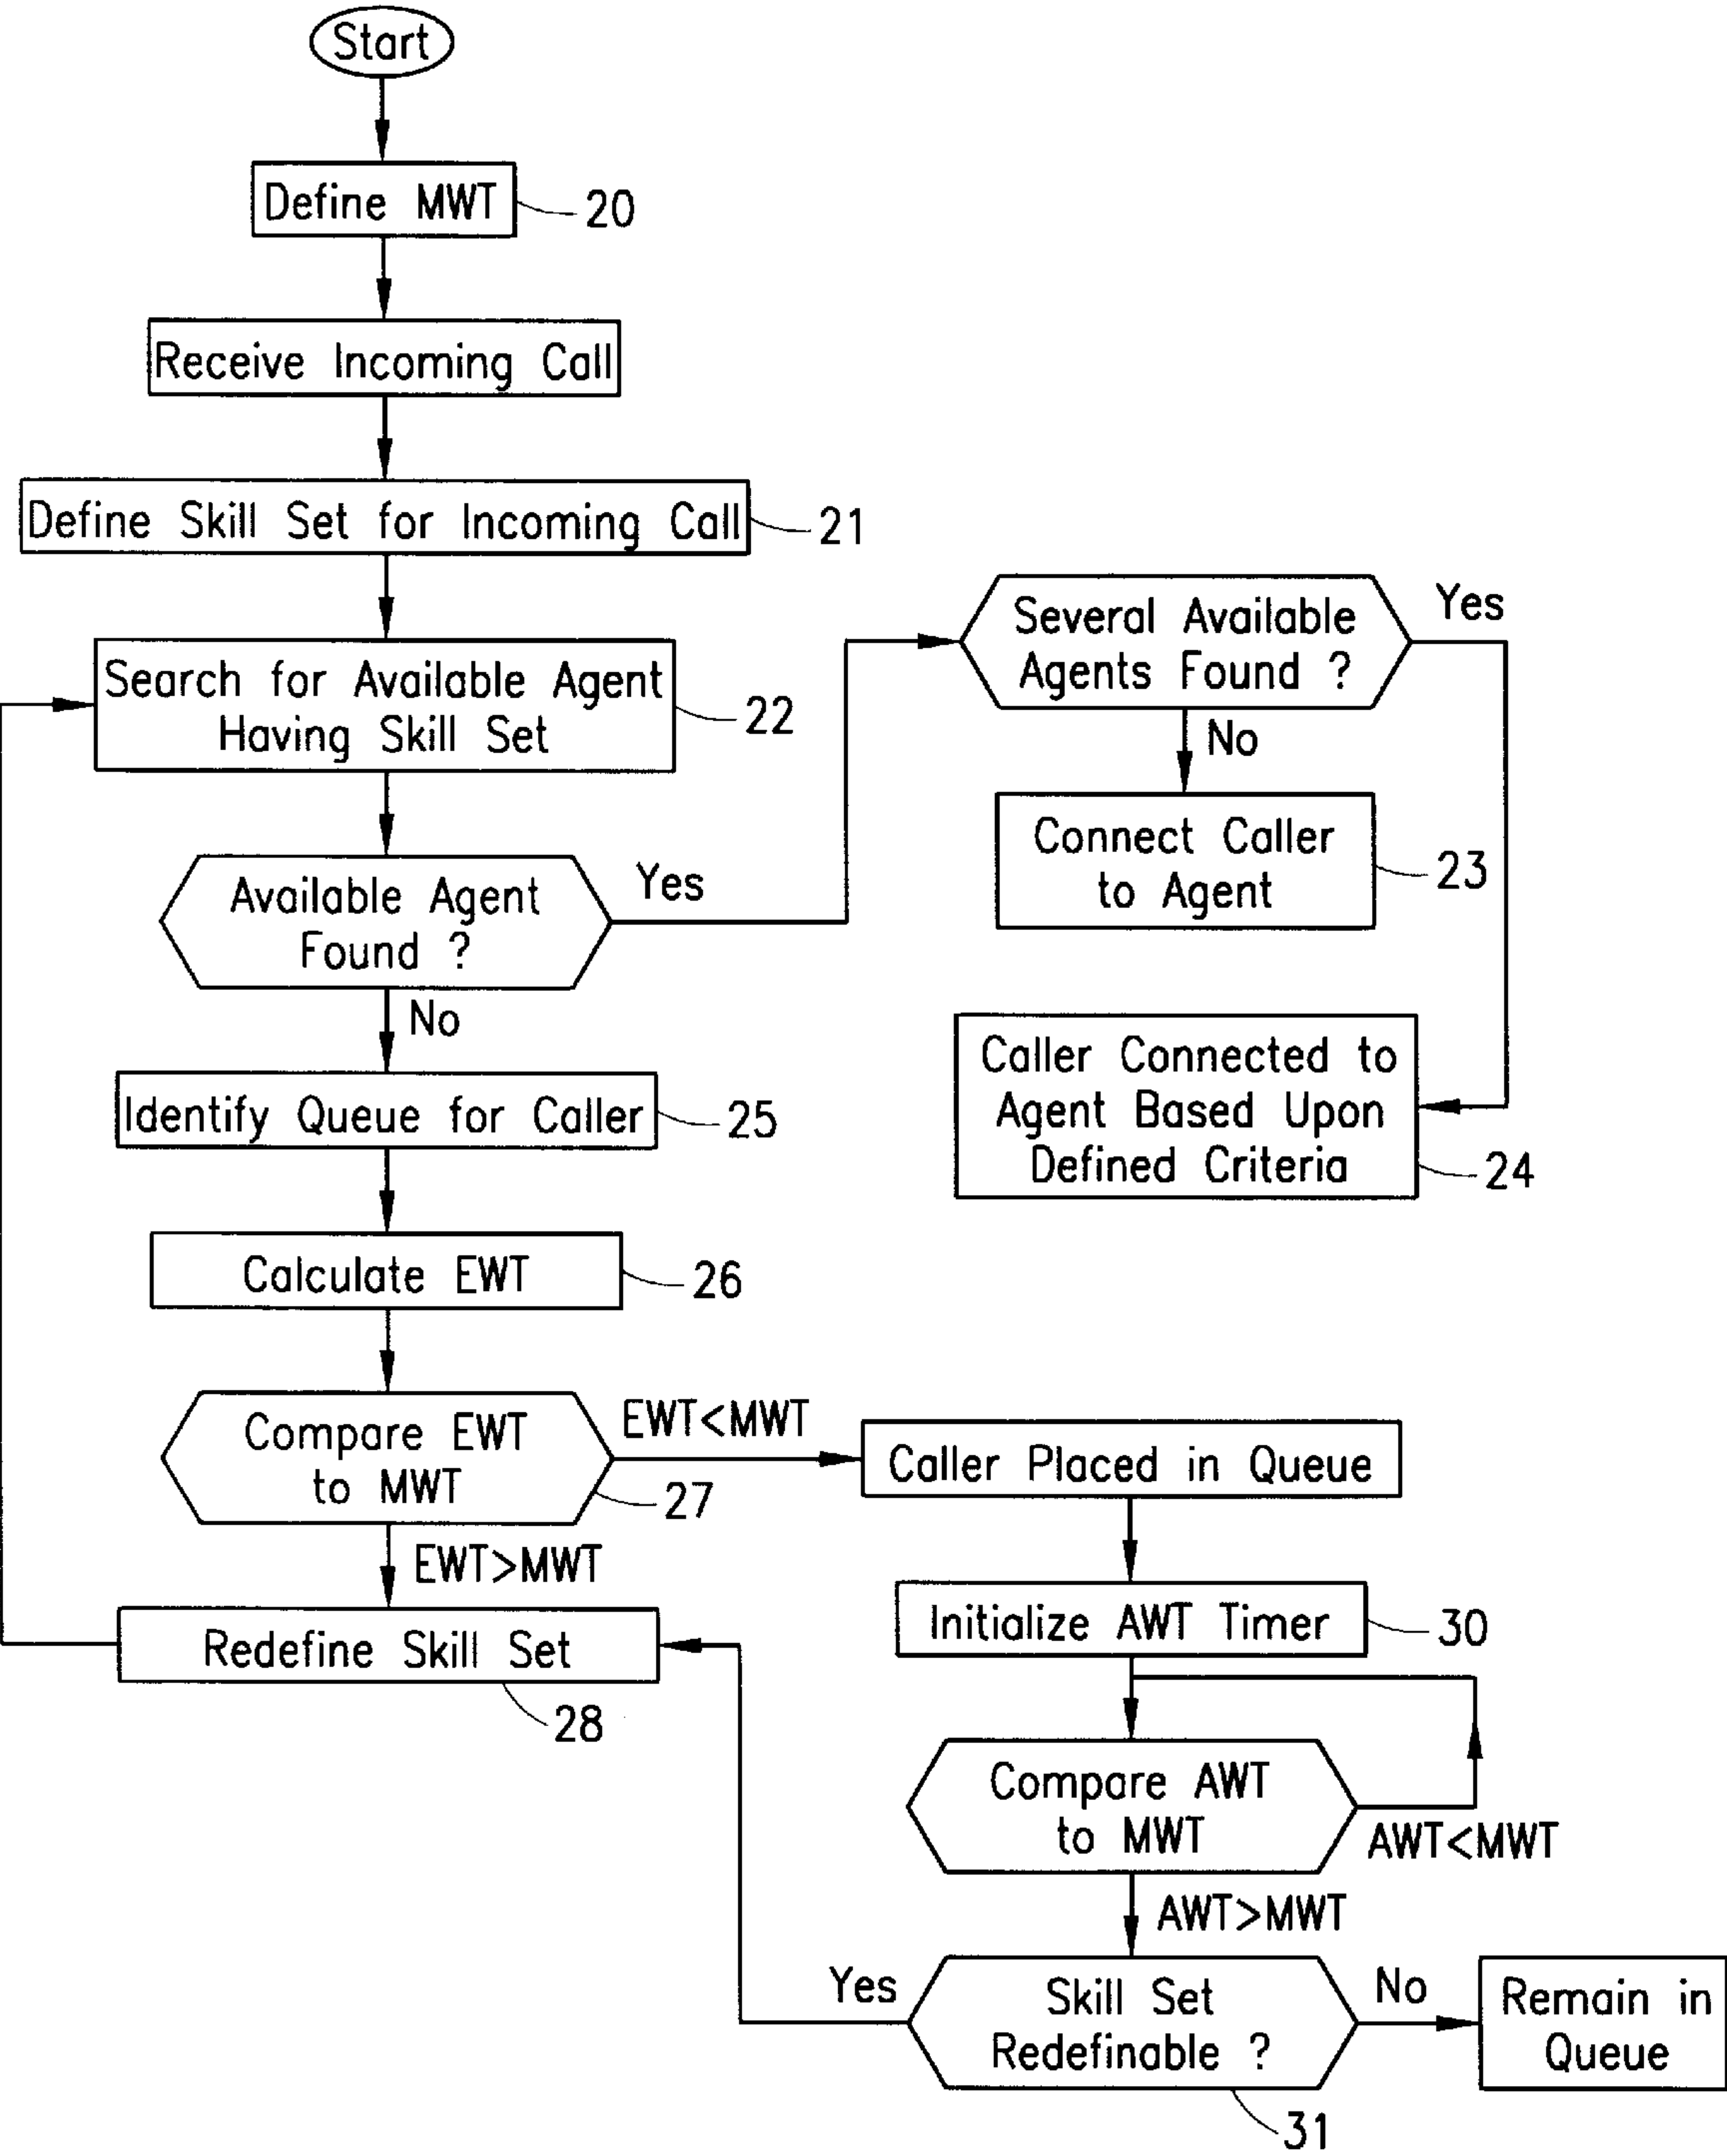 Start
Define MWT
20
Receive Incoming Call
Define Skill Set for Incoming Call
21
Search for Available Agent
Having Skill Set
22
Several Available
Agents Found ?
Yes
No
Connect Caller
to Agent
23
Available Agent
Found ?
Yes
No
Caller Connected to
Agent Based Upon
Defined Criteria
24
Identify Queue for Caller
25
Calculate EWT
26
Compare EWT
to MWT
27
EWT<MWT
Caller Placed in Queue
EWT>MWT
Redefine Skill Set
28
Initialize AWT Timer
30
Compare AWT
to MWT
AWT<MWT
AWT>MWT
Yes
Skill Set
Redefinable ?
31
No
Remain in
Queue